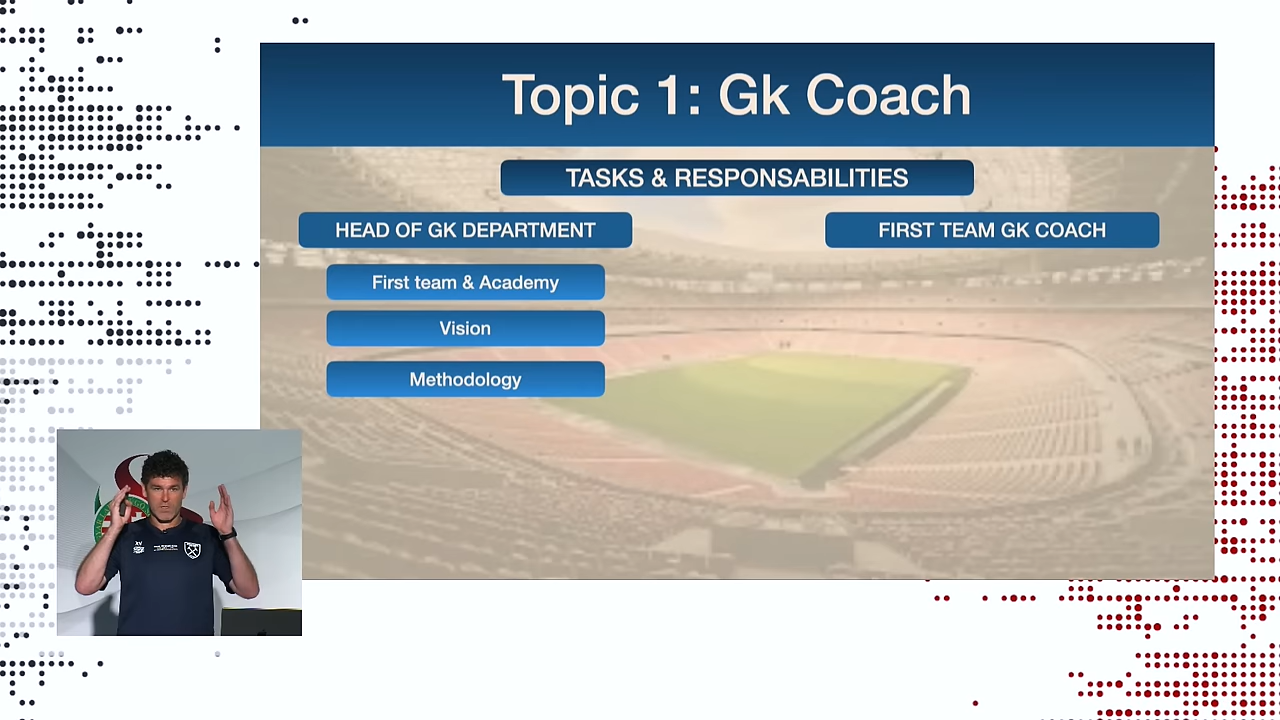 Topic 1: Gk Coach
TASKS & RESPONSABILITIES
HEAD OF GK DEPARTMENT
FIRST TEAM GK COACH
First team & Academy
Vision
Methodology
XV